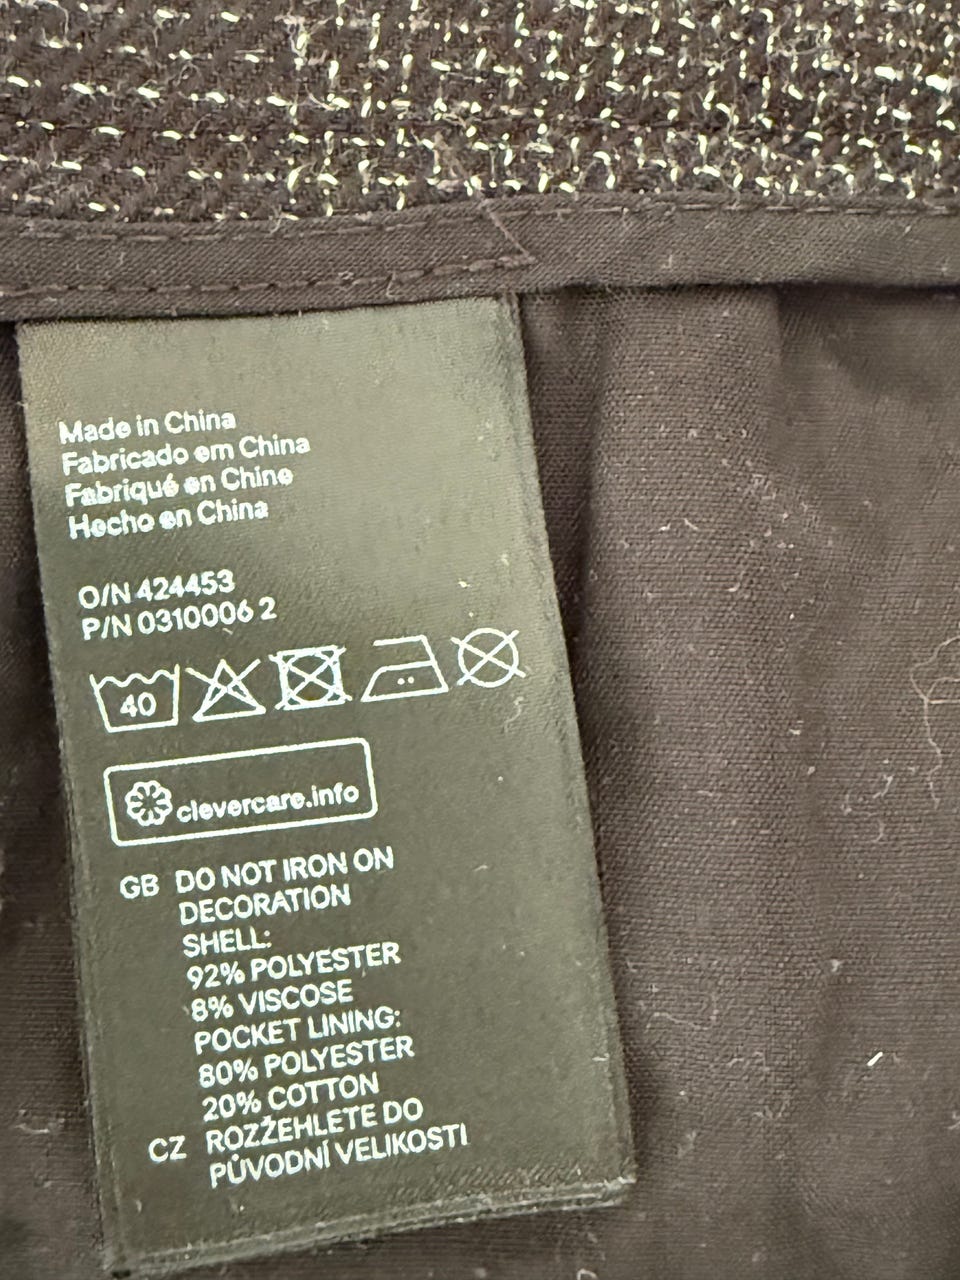 Made in China
Fabricado em China
Fabriqué en Chine
Hecho en China
O/N 424453
P/N 0310006 2
40
clevercare.info
GB DO NOT IRON ON
DECORATION
SHELL:
92% POLYESTER
8% VISCOSE
POCKET LINING:
80% POLYESTER
20% COTTON
CZ ROZŽEHLETE DO
PŮVODNÍ VELIKOSTI